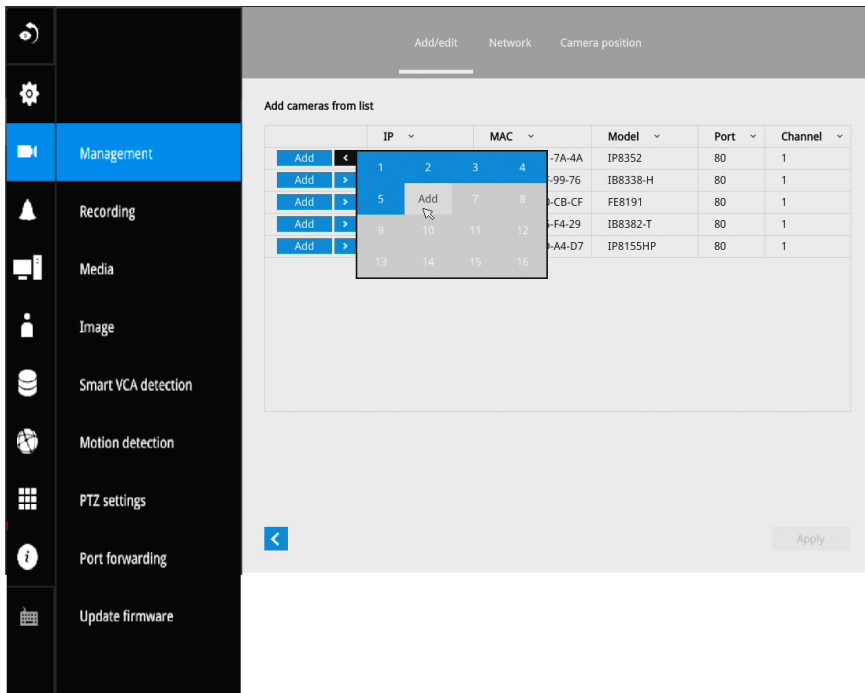 Add/edit Network Camera position
Add cameras from list
IP MAC Model Port Channel
Add -7A-4A IP8352 80 1
Add -99-76 IB8338-H 80 1
Add -CB-CF FE8191 80 1
Add -F4-29 IB8382-T 80 1
Add -A4-D7 IP8155HP 80 1
1 2 3 4
5 Add 7 8
9 10 11 12
13 14 15 16
Management
Recording
Media
Image
Smart VCA detection
Motion detection
PTZ settings
Port forwarding
Update firmware
Apply